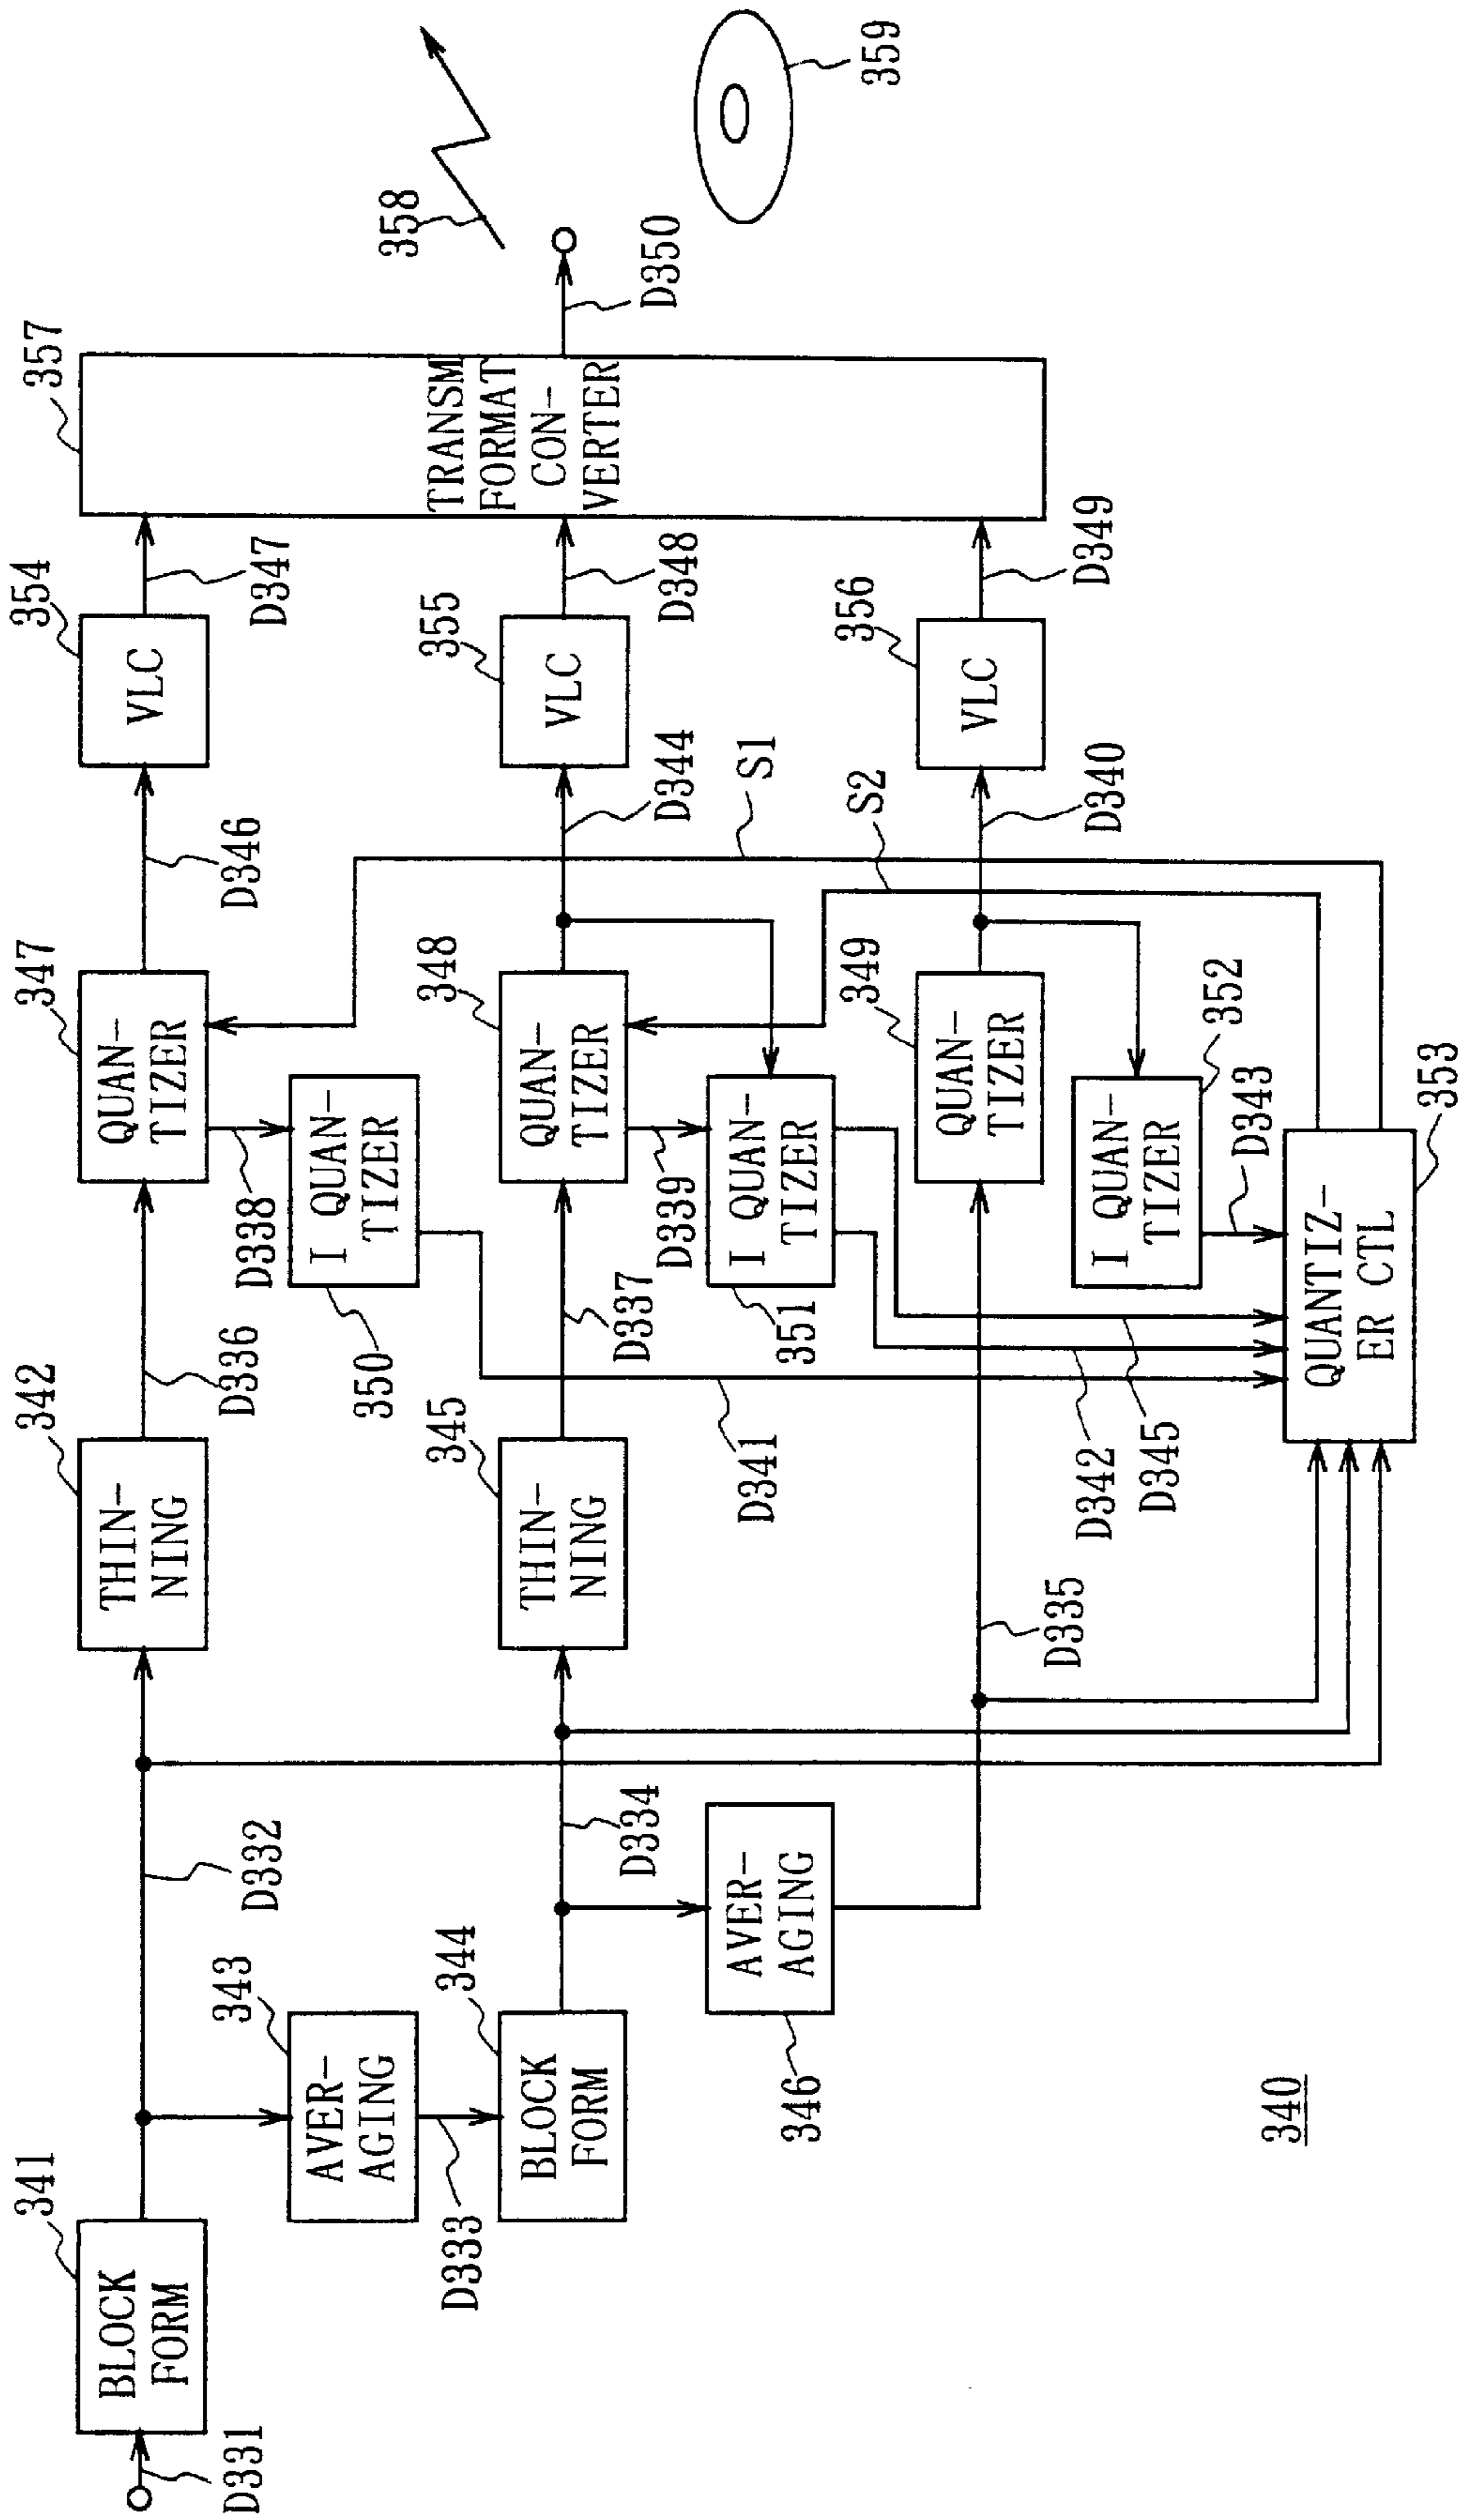 341
BLOCK
FORM
D331
D332
343
AVER-
AGING
D333
344
BLOCK
FORM
D334
346
AVER-
AGING
D335
342
THIN-
NING
D336
345
THIN-
NING
D337
347
QUAN-
TIZER
D338
350
I QUAN-
TIZER
D341
348
QUAN-
TIZER
D339
351
I QUAN-
TIZER
D342
D345
349
QUAN-
TIZER
352
I QUAN-
TIZER
D343
353
QUANTIZ-
ER CTL
D346
D344
S1
S2
D340
354
VLC
D347
355
VLC
D348
356
VLC
D349
357
TRANSM
FORMAT
CON-
VERTER
D350
358
359
340